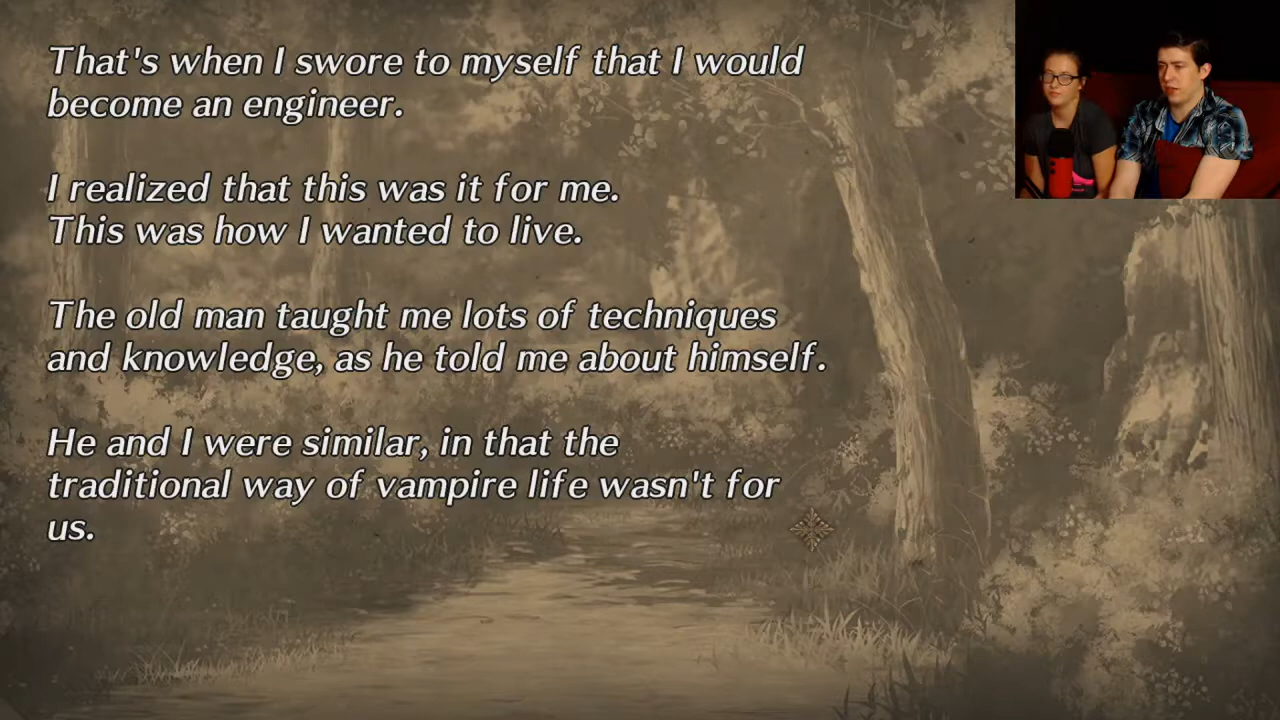 That's when I swore to myself that I would
become an engineer.
I realized that this was it for me.
This was how I wanted to live.
The old man taught me lots of techniques
and knowledge, as he told me about himself.
He and I were similar, in that the
traditional way of vampire life wasn't for
us.